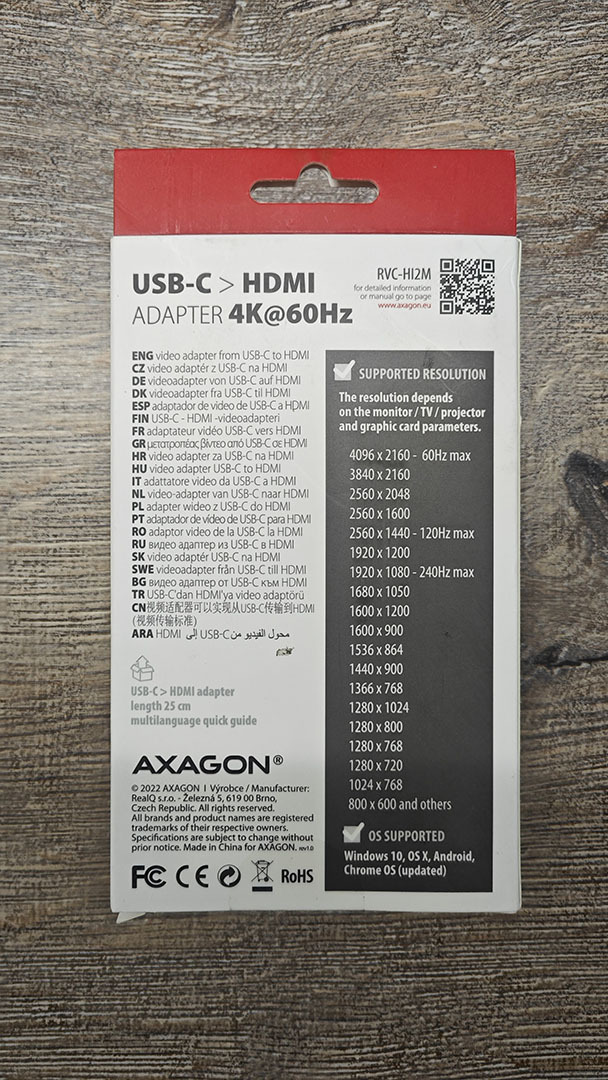 USB-C > HDMI
ADAPTER 4K@60Hz
RVC-HI2M
for detailed information
or manual go to page
www.axagon.eu
ENG video adapter from USB-C to HDMI
CZ video adaptér z USB-C na HDMI
DE videoadapter von USB-C auf HDMI
DK videoadapter fra USB-C til HDMI
ESP adaptador de video de USB-C a HDMI
FIN USB-C - HDMI -videoadapteri
FR adaptateur vidéo USB-C vers HDMI
GR μετατροπέας βίντεο από USB-C σε HDMI
HR video adapter za USB-C na HDMI
HU video adapter USB-C to HDMI
IT adattatore video da USB-C a HDMI
NL video-adapter van USB-C naar HDMI
PL adapter wideo z USB-C do HDMI
PT adaptador de vídeo de USB-C para HDMI
RO adaptor video de la USB-C la HDMI
RU видео адаптер из USB-C в HDMI
SK video adaptér USB-C na HDMI
SWE videoadapter från USB-C till HDMI
BG видео адаптер от USB-C към HDMI
TR USB-C'dan HDMI'ya video adaptörü
CN视频适配器可以实现从USB-C传输到HDMI
(视频传输标准)
ARA HDMI محول الفيديو من USB-C إلى
USB-C > HDMI adapter
length 25 cm
multilanguage quick guide
AXAGON®
© 2022 AXAGON I Výrobce / Manufacturer:
RealQ s.r.o. - Železná 5, 619 00 Brno,
Czech Republic. All rights reserved.
All brands and product names are registered
trademarks of their respective owners.
Specifications are subject to change without
prior notice. Made in China for AXAGON. rv1.0
FC CE RoHS
SUPPORTED RESOLUTION
The resolution depends
on the monitor / TV / projector
and graphic card parameters.
4096 x 2160 - 60Hz max
3840 x 2160
2560 x 2048
2560 x 1600
2560 x 1440 - 120Hz max
1920 x 1200
1920 x 1080 - 240Hz max
1680 x 1050
1600 x 1200
1600 x 900
1536 x 864
1440 x 900
1366 x 768
1280 x 1024
1280 x 800
1280 x 768
1280 x 720
1024 x 768
800 x 600 and others
OS SUPPORTED
Windows 10, OS X, Android,
Chrome OS (updated)